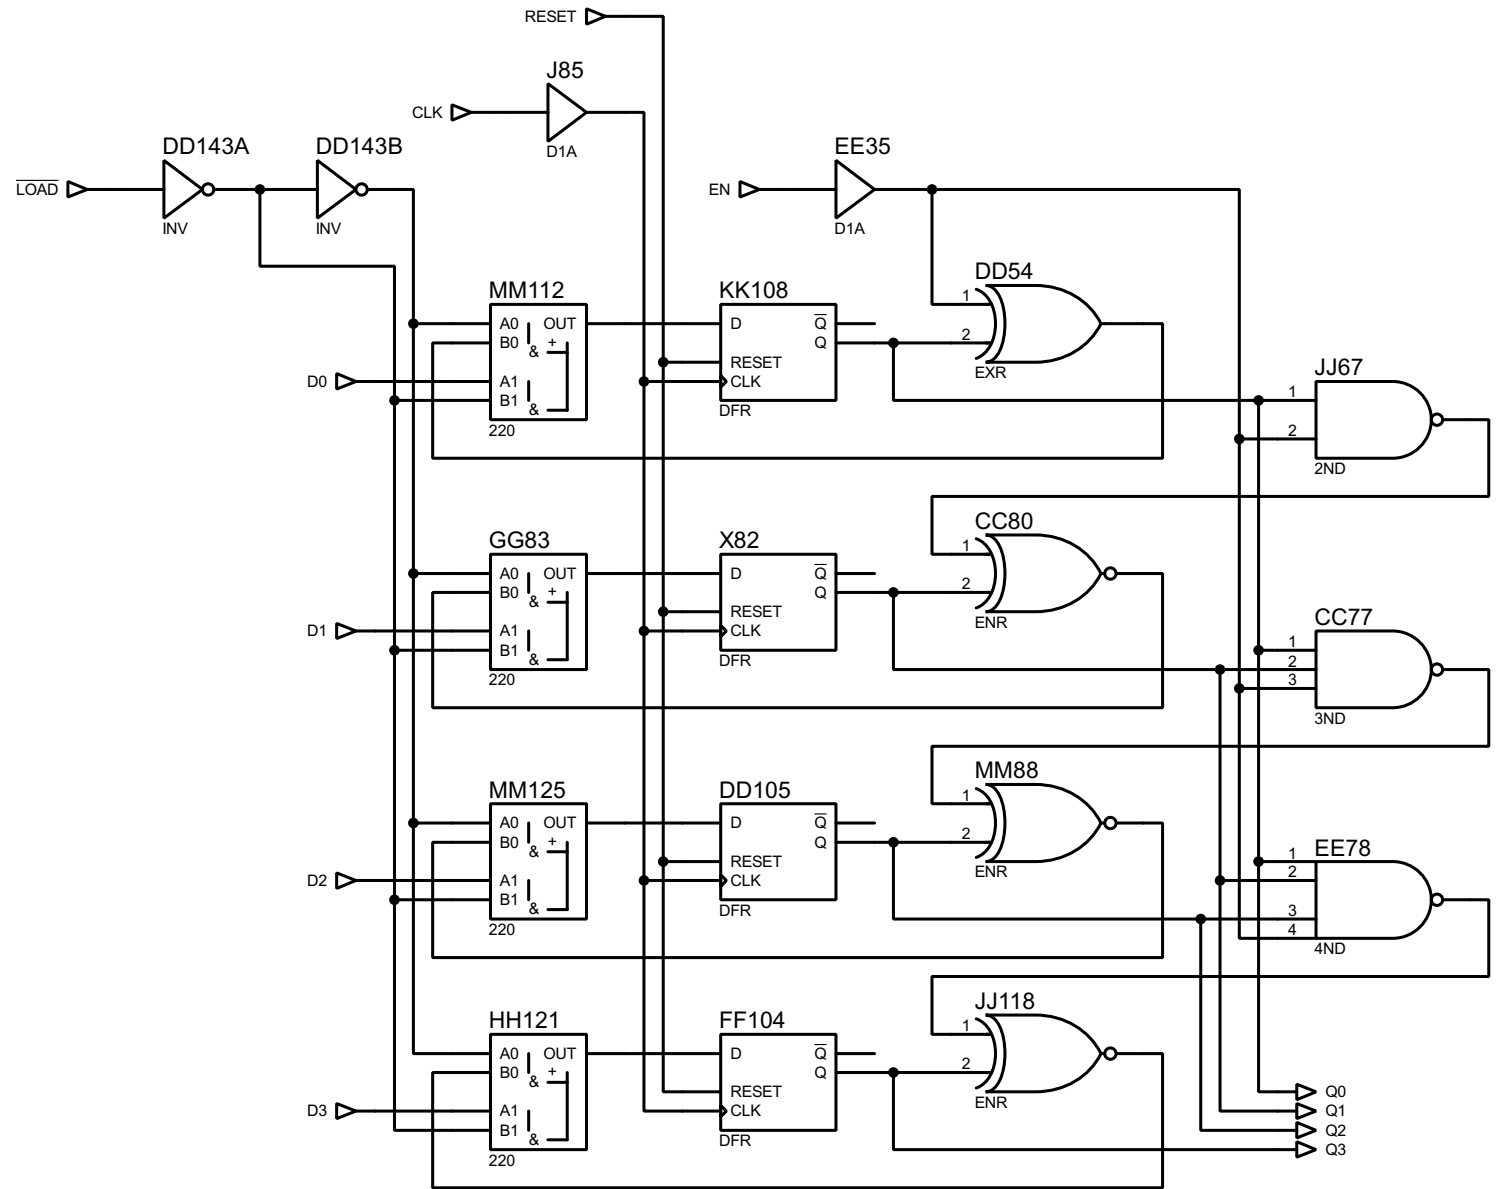 RESET
J85
CLK
D1A
DD143A
DD143B
EE35
LOAD
EN
INV
INV
D1A
DD54
MM112
KK108
1
A0
OUT
D
Q
B0
+
Q
2
&
RESET
EXR
JJ67
D0
A1
CLK
1
B1
&
DFR
220
2
2ND
CC80
GG83
X82
1
A0
OUT
D
Q
B0
+
Q
2
&
RESET
ENR
CC77
D1
A1
CLK
1
B1
&
DFR
2
220
3
3ND
MM88
MM125
DD105
1
A0
OUT
D
Q
B0
+
Q
2
&
RESET
ENR
EE78
1
D2
A1
CLK
2
B1
&
DFR
3
220
4
4ND
JJ118
HH121
FF104
1
A0
OUT
D
Q
B0
+
Q
2
&
RESET
ENR
Q0
D3
A1
CLK
Q1
B1
&
DFR
Q2
220
Q3